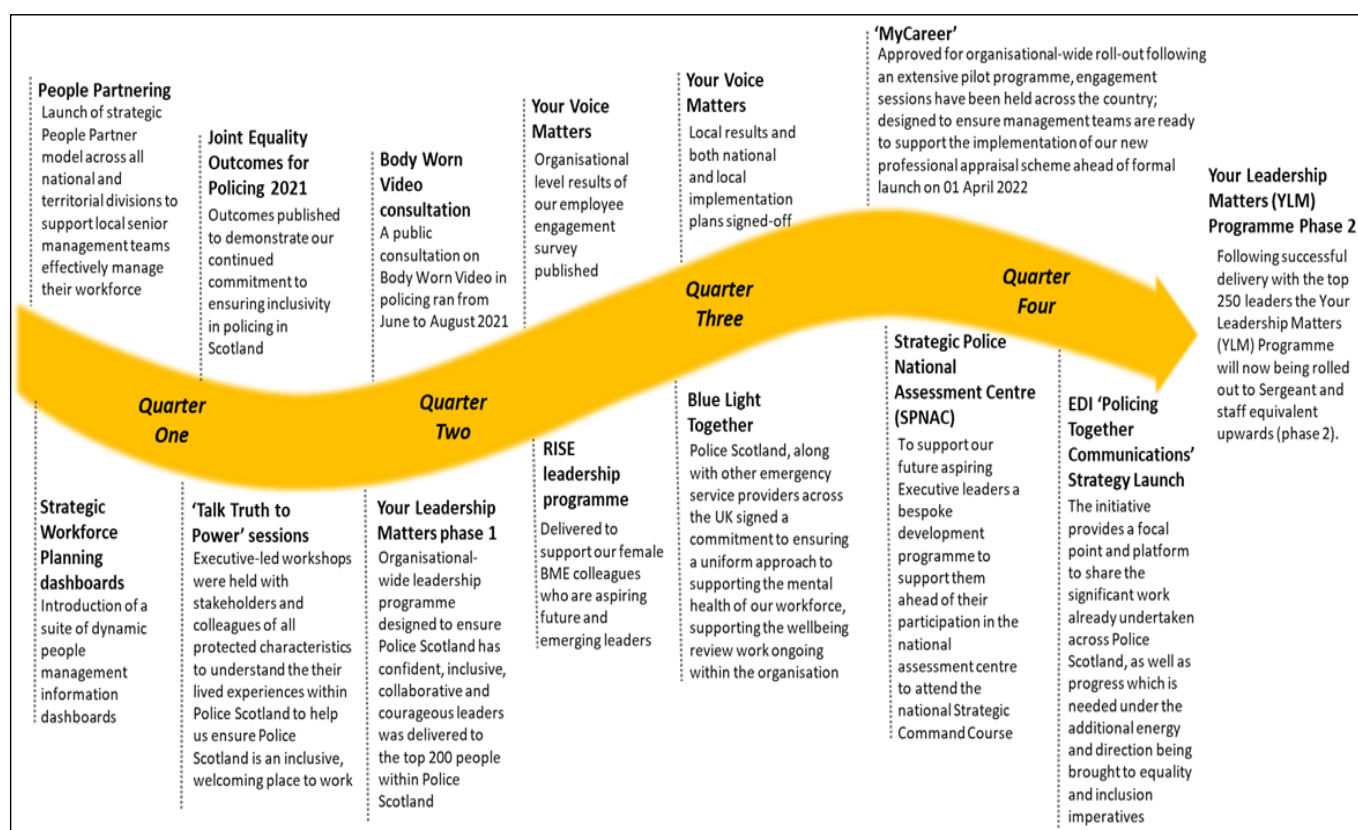 People Partnering
Launch of strategic
People Partner
model across all
national and
territorial divisions to
support local senior
management teams
effectively manage
their workforce
Joint Equality
Outcomes for
Policing 2021
Outcomes published
to demonstrate our
continued
commitment to
ensuring inclusivity
in policing in
Scotland
Body Worn
Video
consultation
A public
consultation on
Body Worn Video in
policing ran from
June to August 2021
Your Voice
Matters
Organisational
level results of
our employee
engagement
survey
published
Your Voice
Matters
Local results and
both national
and local
implementation
plans signed-off
‘MyCareer’
Approved for organisational-wide roll-out following
an extensive pilot programme, engagement
sessions have been held across the country;
designed to ensure management teams are ready
to support the implementation of our new
professional appraisal scheme ahead of formal
launch on 01 April 2022
Your Leadership
Matters (YLM)
Programme Phase 2
Following successful
delivery with the top
250 leaders the Your
Leadership Matters
(YLM) Programme
will now being rolled
out to Sergeant and
staff equivalent
upwards (phase 2).
Quarter
One
Quarter
Two
Quarter
Three
Quarter
Four
Strategic
Workforce
Planning
dashboards
Introduction of a
suite of dynamic
people
management
information
dashboards
‘Talk Truth to
Power’ sessions
Executive-led workshops
were held with
stakeholders and
colleagues of all
protected characteristics
to understand the their
lived experiences within
Police Scotland to help
us ensure Police
Scotland is an inclusive,
welcoming place to work
Your Leadership
Matters phase 1
Organisational-
wide leadership
programme
designed to ensure
Police Scotland has
confident, inclusive,
collaborative and
courageous leaders
was delivered to
the top 200 people
within Police
Scotland
RISE
leadership
programme
Delivered to
support our female
BME colleagues
who are aspiring
future and
emerging leaders
Blue Light
Together
Police Scotland, along
with other emergency
service providers across
the UK signed a
commitment to ensuring
a uniform approach to
supporting the mental
health of our workforce,
supporting the wellbeing
review work ongoing
within the organisation
Strategic Police
National
Assessment Centre
(SPNAC)
To support our
future aspiring
Executive leaders a
bespoke
development
programme to
support them
ahead of their
participation in the
national
assessment centre
to attend the
national Strategic
Command Course
EDI ‘Policing
Together
Communications’
Strategy Launch
The initiative
provides a focal
point and platform
to share the
significant work
already undertaken
across Police
Scotland, as well as
progress which is
needed under the
additional energy
and direction being
brought to equality
and inclusion
imperatives